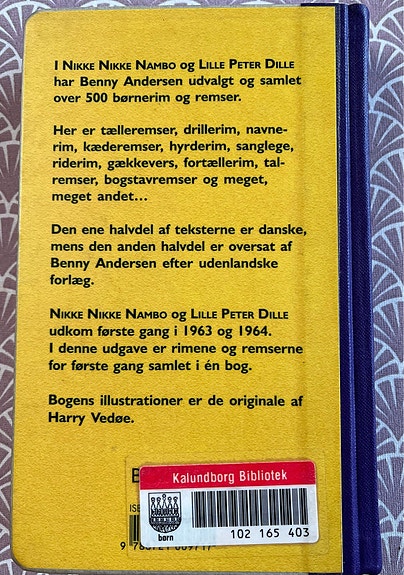 I NIKKE NIKKE NAMBO OG LILLE PETER DILLE
har Benny Andersen udvalgt og samlet
over 500 børnerim og remser.
Her er tælleremser, drillerim, navne-
rim, kæderemser, hyrderim, sanglege,
riderim, gækkevers, fortællerim, tal-
remser, bogstavremser og meget,
meget andet...
Den ene halvdel af teksterne er danske,
mens den anden halvdel er oversat af
Benny Andersen efter udenlandske
forlæg.
NIKKE NIKKE NAMBO OG LILLE PETER DILLE
udkom første gang i 1963 og 1964.
I denne udgave er rimene og remserne
for første gang samlet i én bog.
Bogens illustrationer er de originale af
Harry Vedøe.
Kalundborg Bibliotek
børn
102 165 403